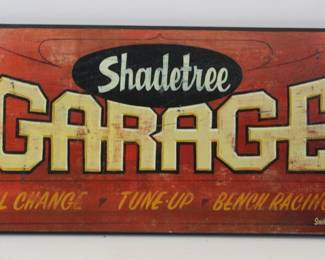 Shadetree
GARAGE
L CHANGE TUNE-UP BENCH RACING